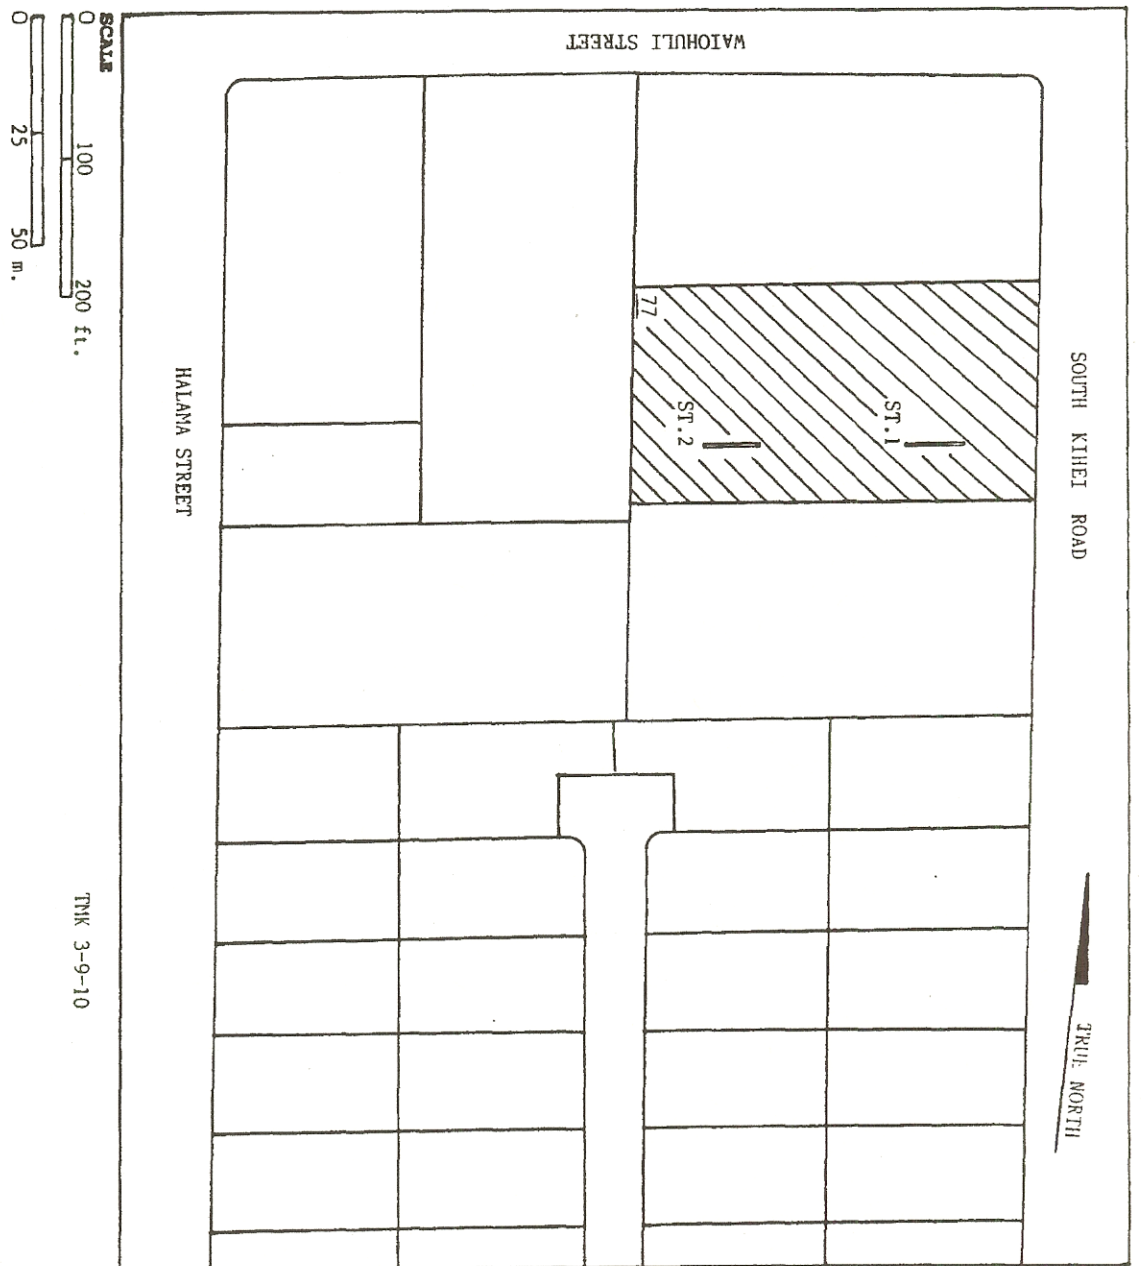 WAIOHULI STREET
SCALE
0 100 200 ft.
0 25 50 m.
77
ST.1
ST.2
SOUTH KIHEI ROAD
HALAMA STREET
TRUE NORTH
TMK 3-9-10